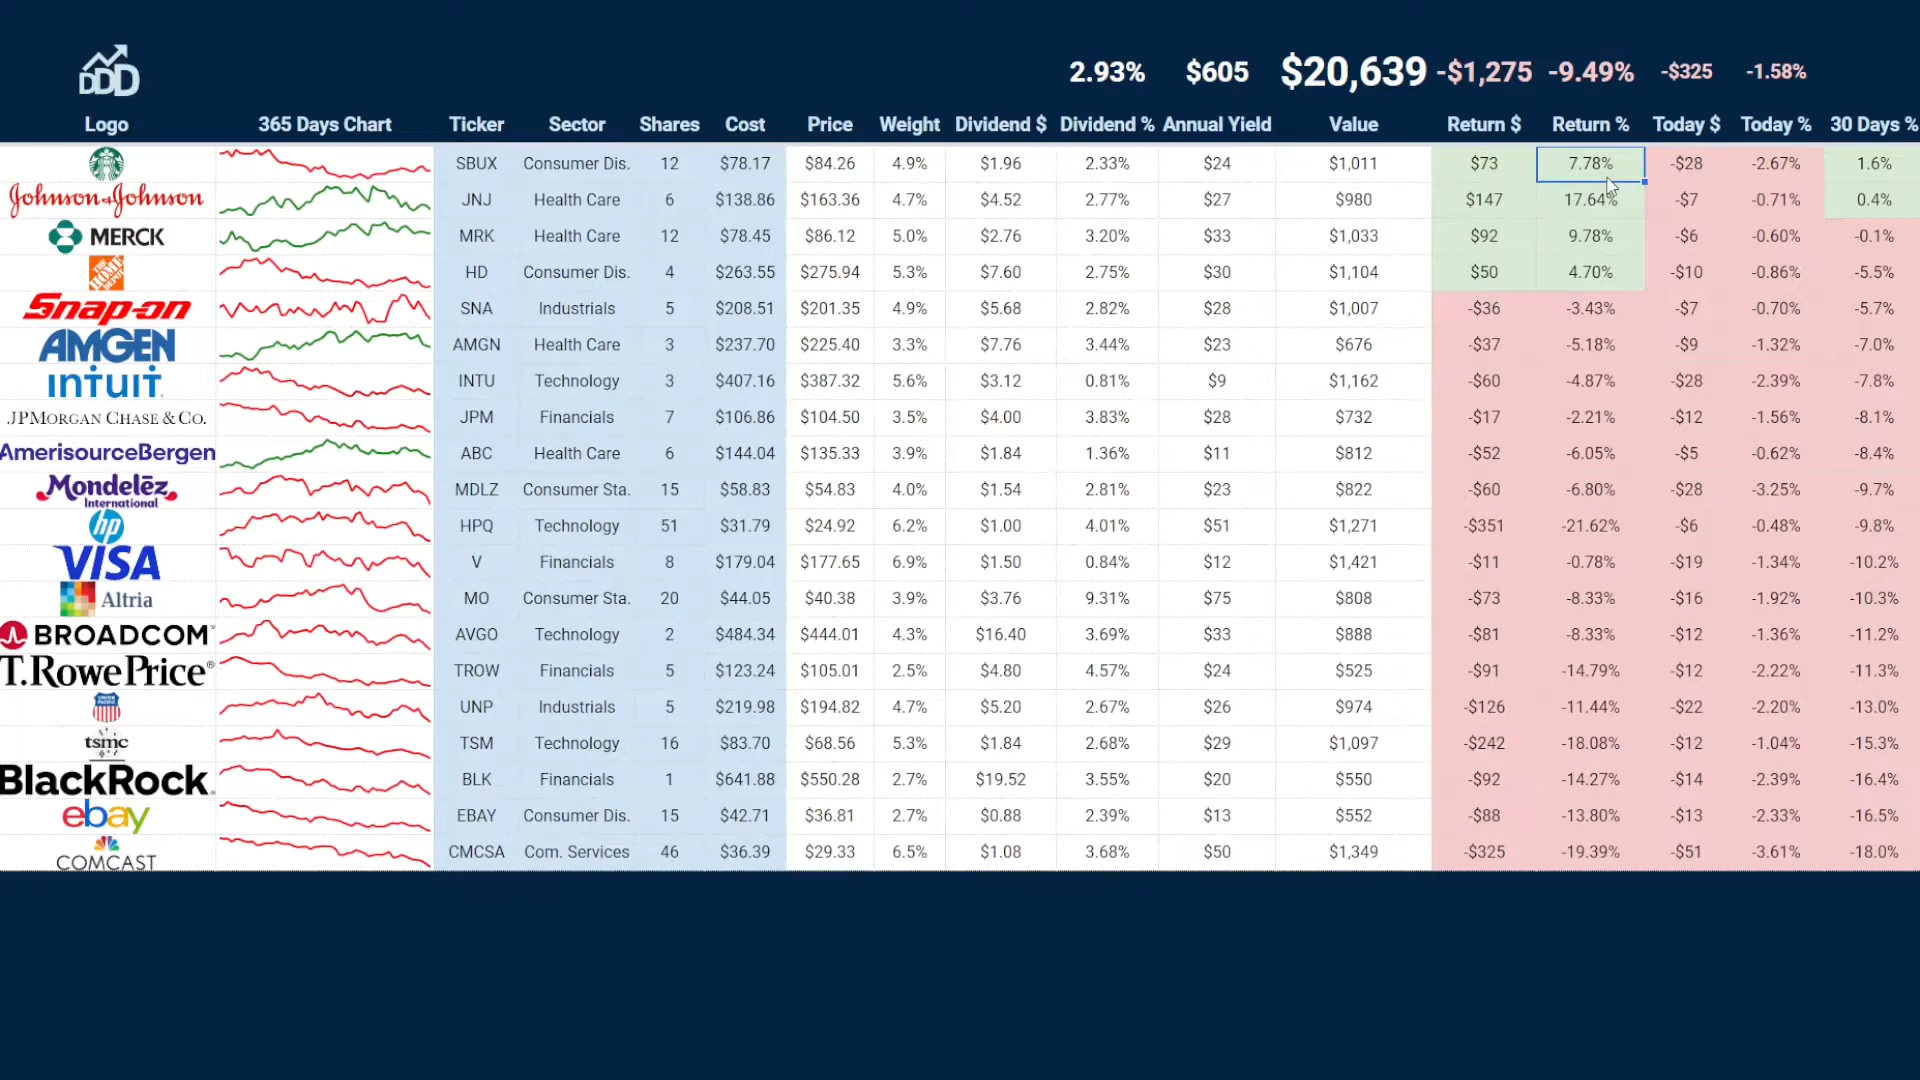 DDD 2.93% $605 $20,639 -$1,275 -9.49% -$325 -1.58%
Logo 365 Days Chart Ticker Sector Shares Cost Price Weight Dividend $ Dividend % Annual Yield Value Return $ Return % Today $ Today % 30 Days %
SBUX Consumer Dis. 12 $78.17 $84.26 4.9% $1.96 2.33% $24 $1,011 $73 7.78% -$28 -2.67% 1.6%
Johnson & Johnson JNJ Health Care 6 $138.86 $163.36 4.7% $4.52 2.77% $27 $980 $147 17.64% -$7 -0.71% 0.4%
MERCK MRK Health Care 12 $78.45 $86.12 5.0% $2.76 3.20% $33 $1,033 $92 9.78% -$6 -0.60% -0.1%
THE HOME DEPOT HD Consumer Dis. 4 $263.55 $275.94 5.3% $7.60 2.75% $30 $1,104 $50 4.70% -$10 -0.86% -5.5%
Snap-on SNA Industrials 5 $208.51 $201.35 4.9% $5.68 2.82% $28 $1,007 -$36 -3.43% -$7 -0.70% -5.7%
AMGEN AMGN Health Care 3 $237.70 $225.40 3.3% $7.76 3.44% $23 $676 -$37 -5.18% -$9 -1.32% -7.0%
intuit. INTU Technology 3 $407.16 $387.32 5.6% $3.12 0.81% $9 $1,162 -$60 -4.87% -$28 -2.39% -7.8%
JPMORGAN CHASE & CO. JPM Financials 7 $106.86 $104.50 3.5% $4.00 3.83% $28 $732 -$17 -2.21% -$12 -1.56% -8.1%
AmerisourceBergen ABC Health Care 6 $144.04 $135.33 3.9% $1.84 1.36% $11 $812 -$52 -6.05% -$5 -0.62% -8.4%
Mondelēz International MDLZ Consumer Sta. 15 $58.83 $54.83 4.0% $1.54 2.81% $23 $822 -$60 -6.80% -$28 -3.25% -9.7%
hp HPQ Technology 51 $31.79 $24.92 6.2% $1.00 4.01% $51 $1,271 -$351 -21.62% -$6 -0.48% -9.8%
VISA V Financials 8 $179.04 $177.65 6.9% $1.50 0.84% $12 $1,421 -$11 -0.78% -$19 -1.34% -10.2%
Altria MO Consumer Sta. 20 $44.05 $40.38 3.9% $3.76 9.31% $75 $808 -$73 -8.33% -$16 -1.92% -10.3%
BROADCOM AVGO Technology 2 $484.34 $444.01 4.3% $16.40 3.69% $33 $888 -$81 -8.33% -$12 -1.36% -11.2%
T.RowePrice® TROW Financials 5 $123.24 $105.01 2.5% $4.80 4.57% $24 $525 -$91 -14.79% -$12 -2.22% -11.3%
UNION PACIFIC UNP Industrials 5 $219.98 $194.82 4.7% $5.20 2.67% $26 $974 -$126 -11.44% -$22 -2.20% -13.0%
tsmc TSM Technology 16 $83.70 $68.56 5.3% $1.84 2.68% $29 $1,097 -$242 -18.08% -$12 -1.04% -15.3%
BlackRock. BLK Financials 1 $641.88 $550.28 2.7% $19.52 3.55% $20 $550 -$92 -14.27% -$14 -2.39% -16.4%
ebay EBAY Consumer Dis. 15 $42.71 $36.81 2.7% $0.88 2.39% $13 $552 -$88 -13.80% -$13 -2.33% -16.5%
COMCAST CMCSA Com. Services 46 $36.39 $29.33 6.5% $1.08 3.68% $50 $1,349 -$325 -19.39% -$51 -3.61% -18.0%